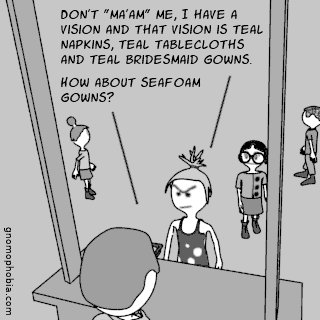 DON'T "MA'AM" ME, I HAVE A
VISION AND THAT VISION IS TEAL
NAPKINS, TEAL TABLECLOTHS
AND TEAL BRIDESMAID GOWNS.
HOW ABOUT SEAFOAM
GOWNS?
gnomophobia.com